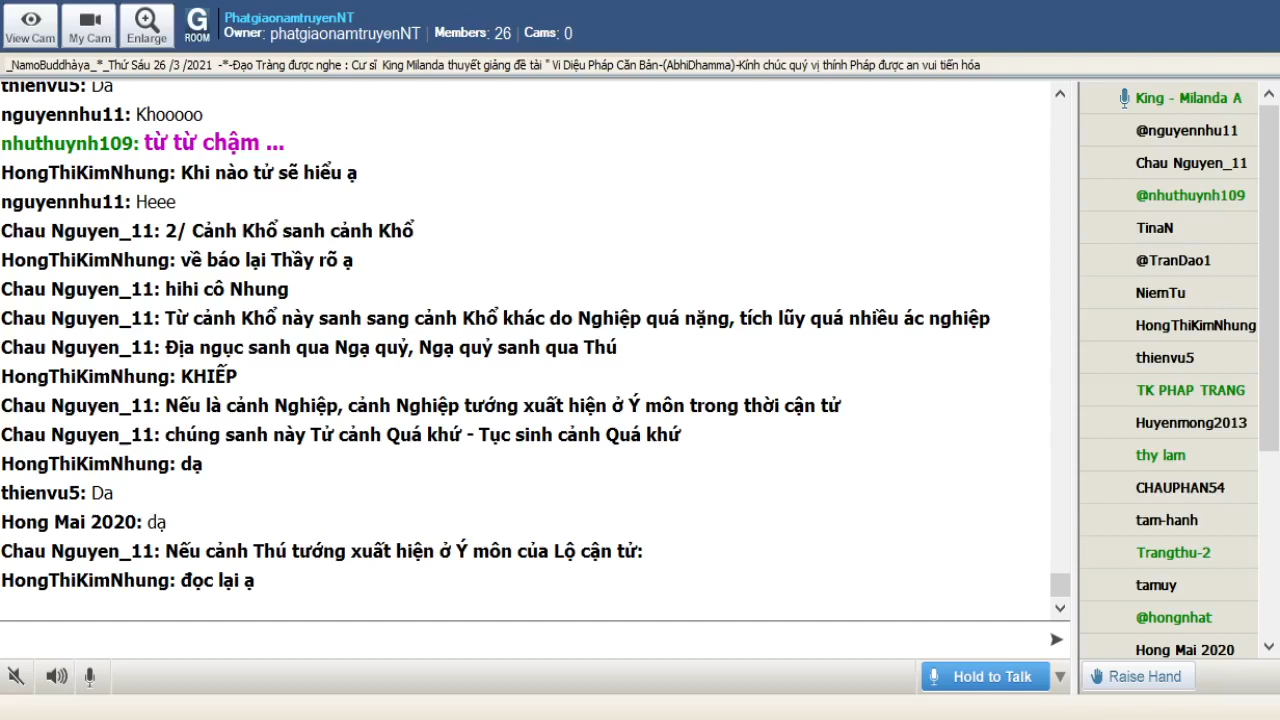 View Cam
My Cam
Enlarge
G
ROOM
PhatgiaonamtruyenNT
Owner: phatgiaonamtruyenNT | Members: 26 | Cams: 0
_NamoBuddhàya_*_Thứ Sáu 26 /3 /2021 -*-Đạo Tràng được nghe : Cư sĩ King Milanda thuyết giảng đề tài " Vi Diệu Pháp Căn Bản-(AbhiDhamma)-Kính chúc quý vị thính Pháp được an vui tiến hóa
thienvu5: Da
nguyennhu11: Khooooo
nhuthuynh109: từ từ chậm ...
HongThiKimNhung: Khi nào tử sẽ hiểu ạ
nguyennhu11: Heee
Chau Nguyen_11: 2/ Cảnh Khổ sanh cảnh Khổ
HongThiKimNhung: về báo lại Thầy rõ ạ
Chau Nguyen_11: hihi cô Nhung
Chau Nguyen_11: Từ cảnh Khổ này sanh sang cảnh Khổ khác do Nghiệp quá nặng, tích lũy quá nhiều ác nghiệp
Chau Nguyen_11: Địa ngục sanh qua Ngạ quỷ, Ngạ quỷ sanh qua Thú
HongThiKimNhung: KHIẾP
Chau Nguyen_11: Nếu là cảnh Nghiệp, cảnh Nghiệp tướng xuất hiện ở Ý môn trong thời cận tử
Chau Nguyen_11: chúng sanh này Tử cảnh Quá khứ - Tục sinh cảnh Quá khứ
HongThiKimNhung: dạ
thienvu5: Da
Hong Mai 2020: dạ
Chau Nguyen_11: Nếu cảnh Thú tướng xuất hiện ở Ý môn của Lộ cận tử:
HongThiKimNhung: đọc lại ạ
King - Milanda A
@nguyennhu11
Chau Nguyen_11
@nhuthuynh109
TinaN
@TranDao1
NiemTu
HongThiKimNhung
thienvu5
TK PHAP TRANG
Huyenmong2013
thy lam
CHAUPHAN54
tam-hanh
Trangthu-2
tamuy
@hongnhat
Hong Mai 2020
Hold to Talk
Raise Hand